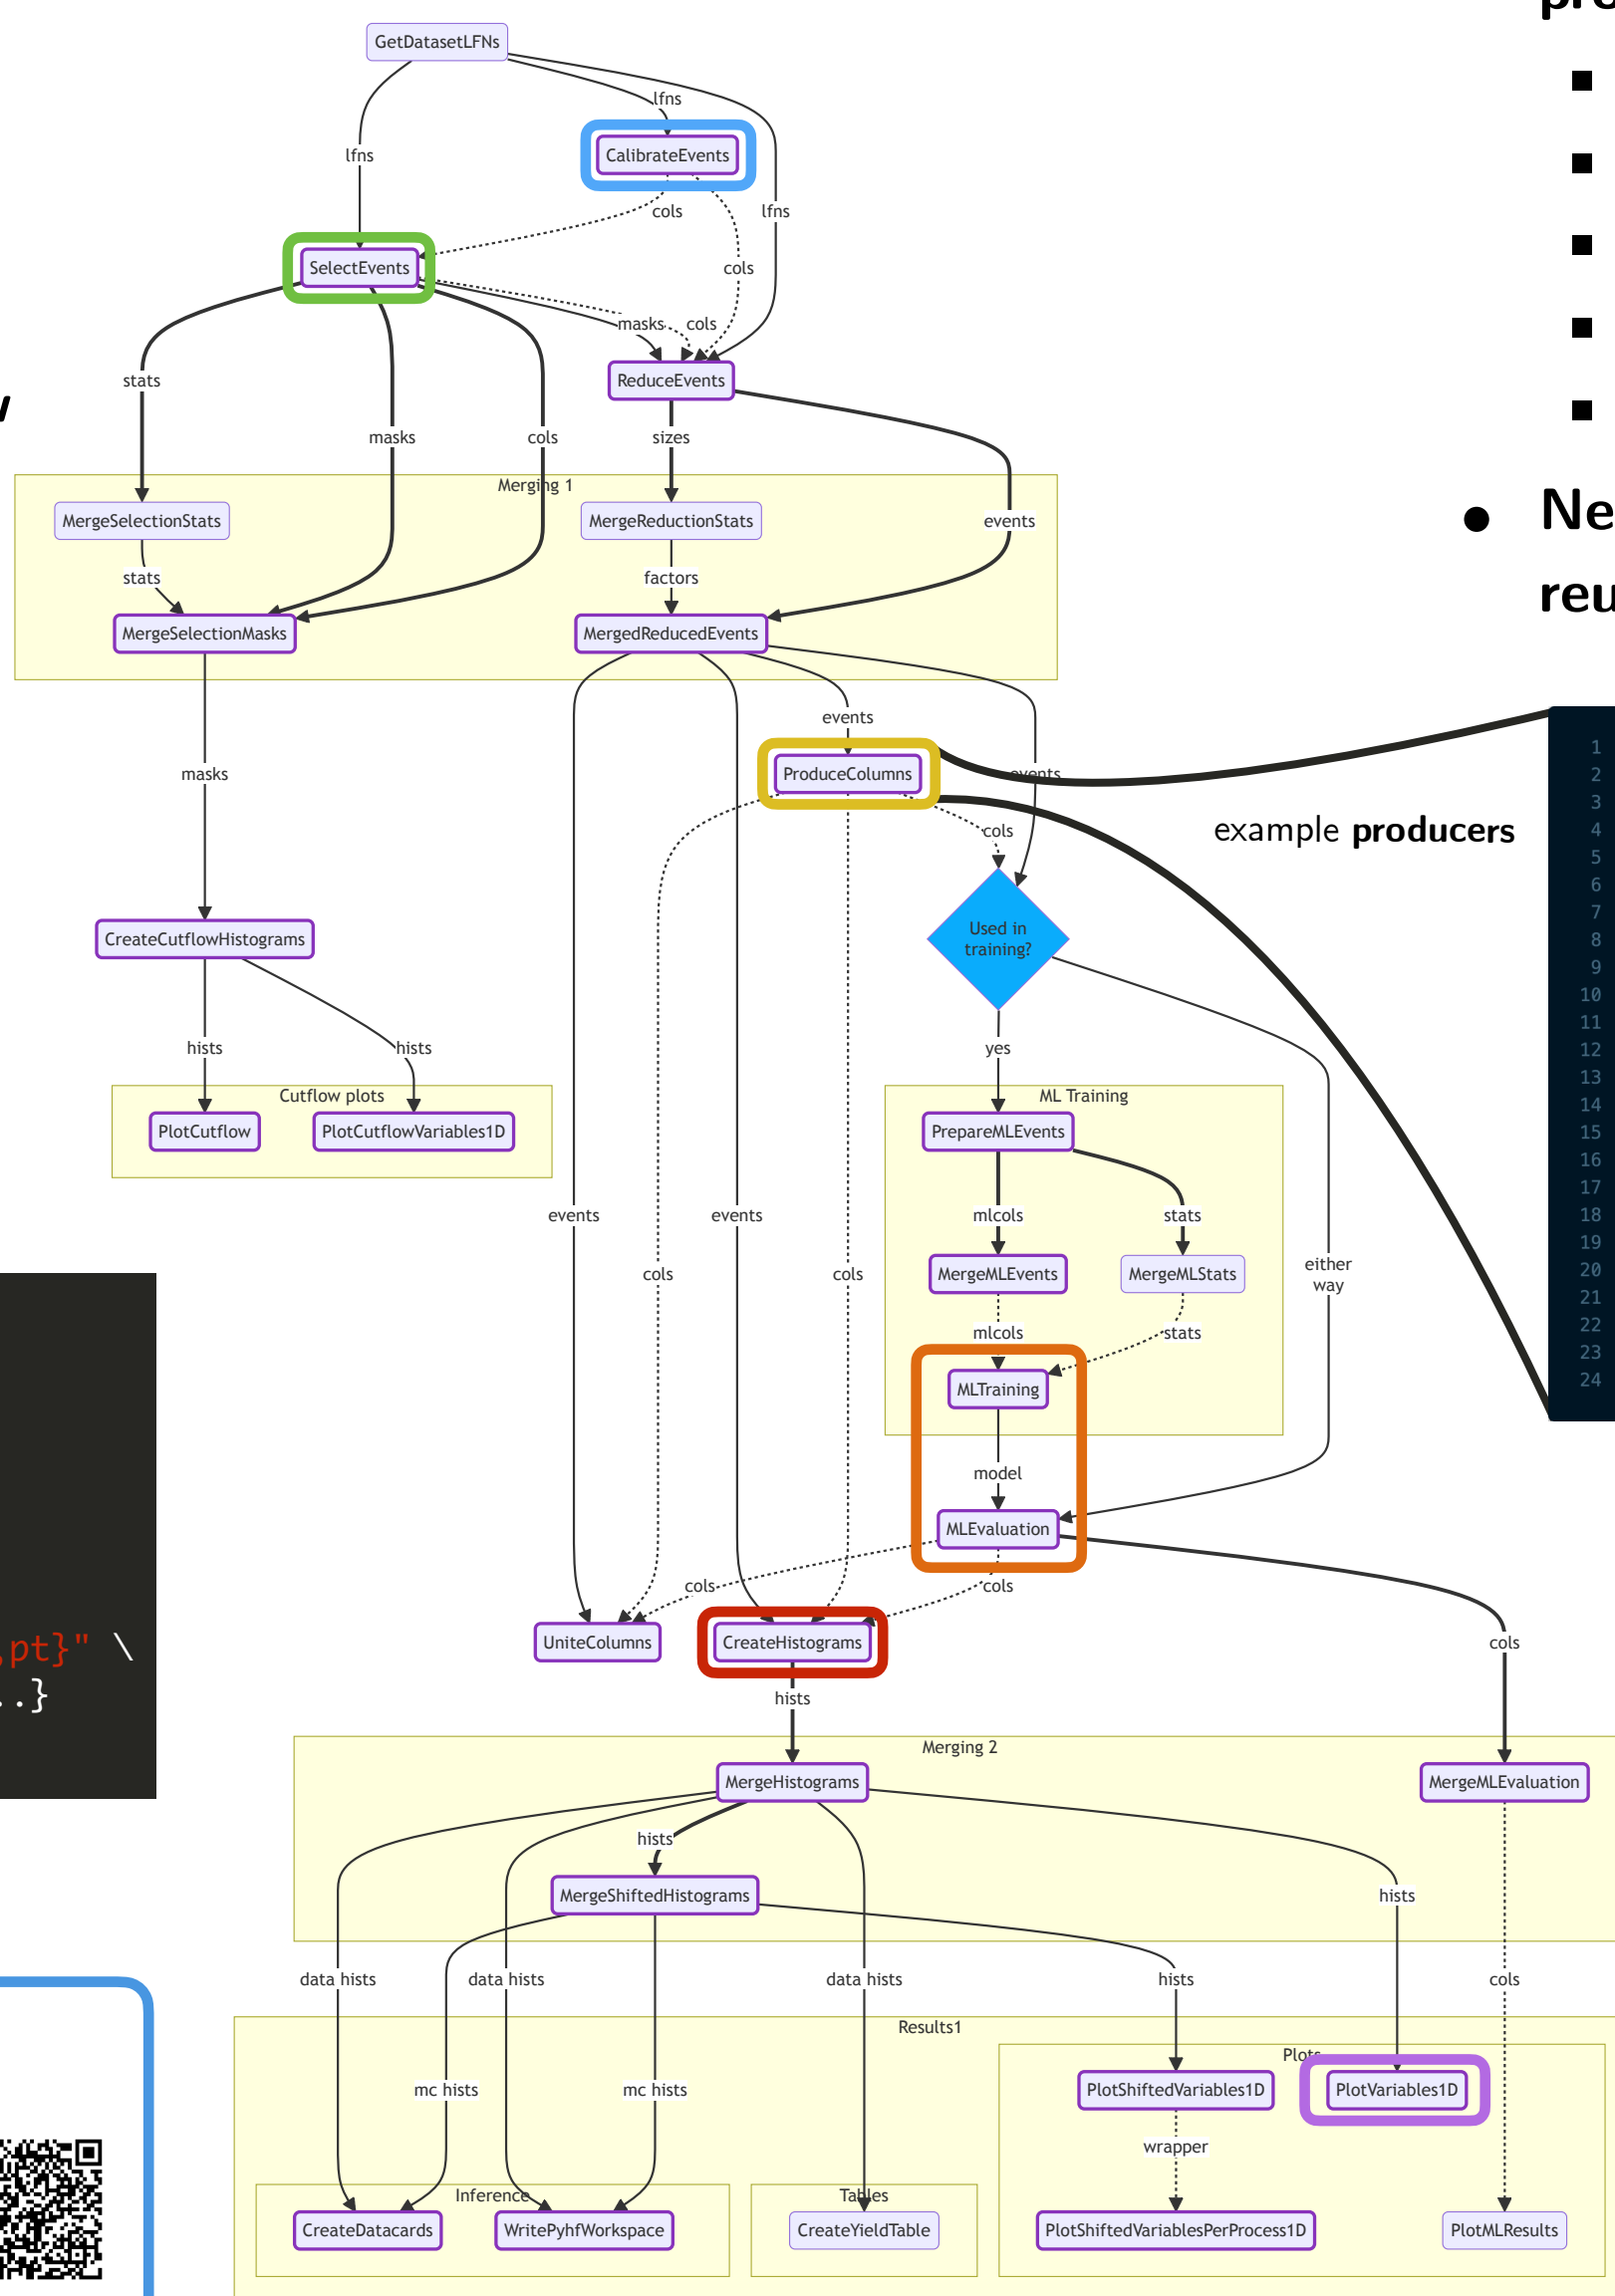 GetDatasetLFNs
lfns
CalibrateEvents
lfns
cols
lfns
SelectEvents
cols
masks
cols
ReduceEvents
stats
masks
cols
sizes
Merging 1
MergeSelectionStats
MergeReductionStats
events
stats
factors
MergeSelectionMasks
MergedReducedEvents
Ne
reu
events
masks
ProduceColumns
events
cols
example producers
1
2
3
4
5
6
7
8
9
10
11
12
13
14
15
16
17
18
19
20
21
22
23
24
CreateCutflowHistograms
Used in
training?
hists
hists
yes
Cutflow plots
PlotCutflow
PlotCutflowVariables1D
ML Training
PrepareMLEvents
events
cols
events
cols
mlcols
stats
MergeMLEvents
MergeMLStats
either
way
mlcols
stats
MLTraining
model
MLEvaluation
cols
cols
UniteColumns
CreateHistograms
cols
,pt}" \
..}
hists
Merging 2
MergeHistograms
MergeMLEvaluation
hists
MergeShiftedHistograms
hists
data hists
data hists
data hists
hists
cols
Results1
Plots
mc hists
mc hists
PlotShiftedVariables1D
PlotVariables1D
wrapper
Inference
Tables
CreateDatacards
WritePyhfWorkspace
CreateYieldTable
PlotShiftedVariablesPerProcess1D
PlotMLResults